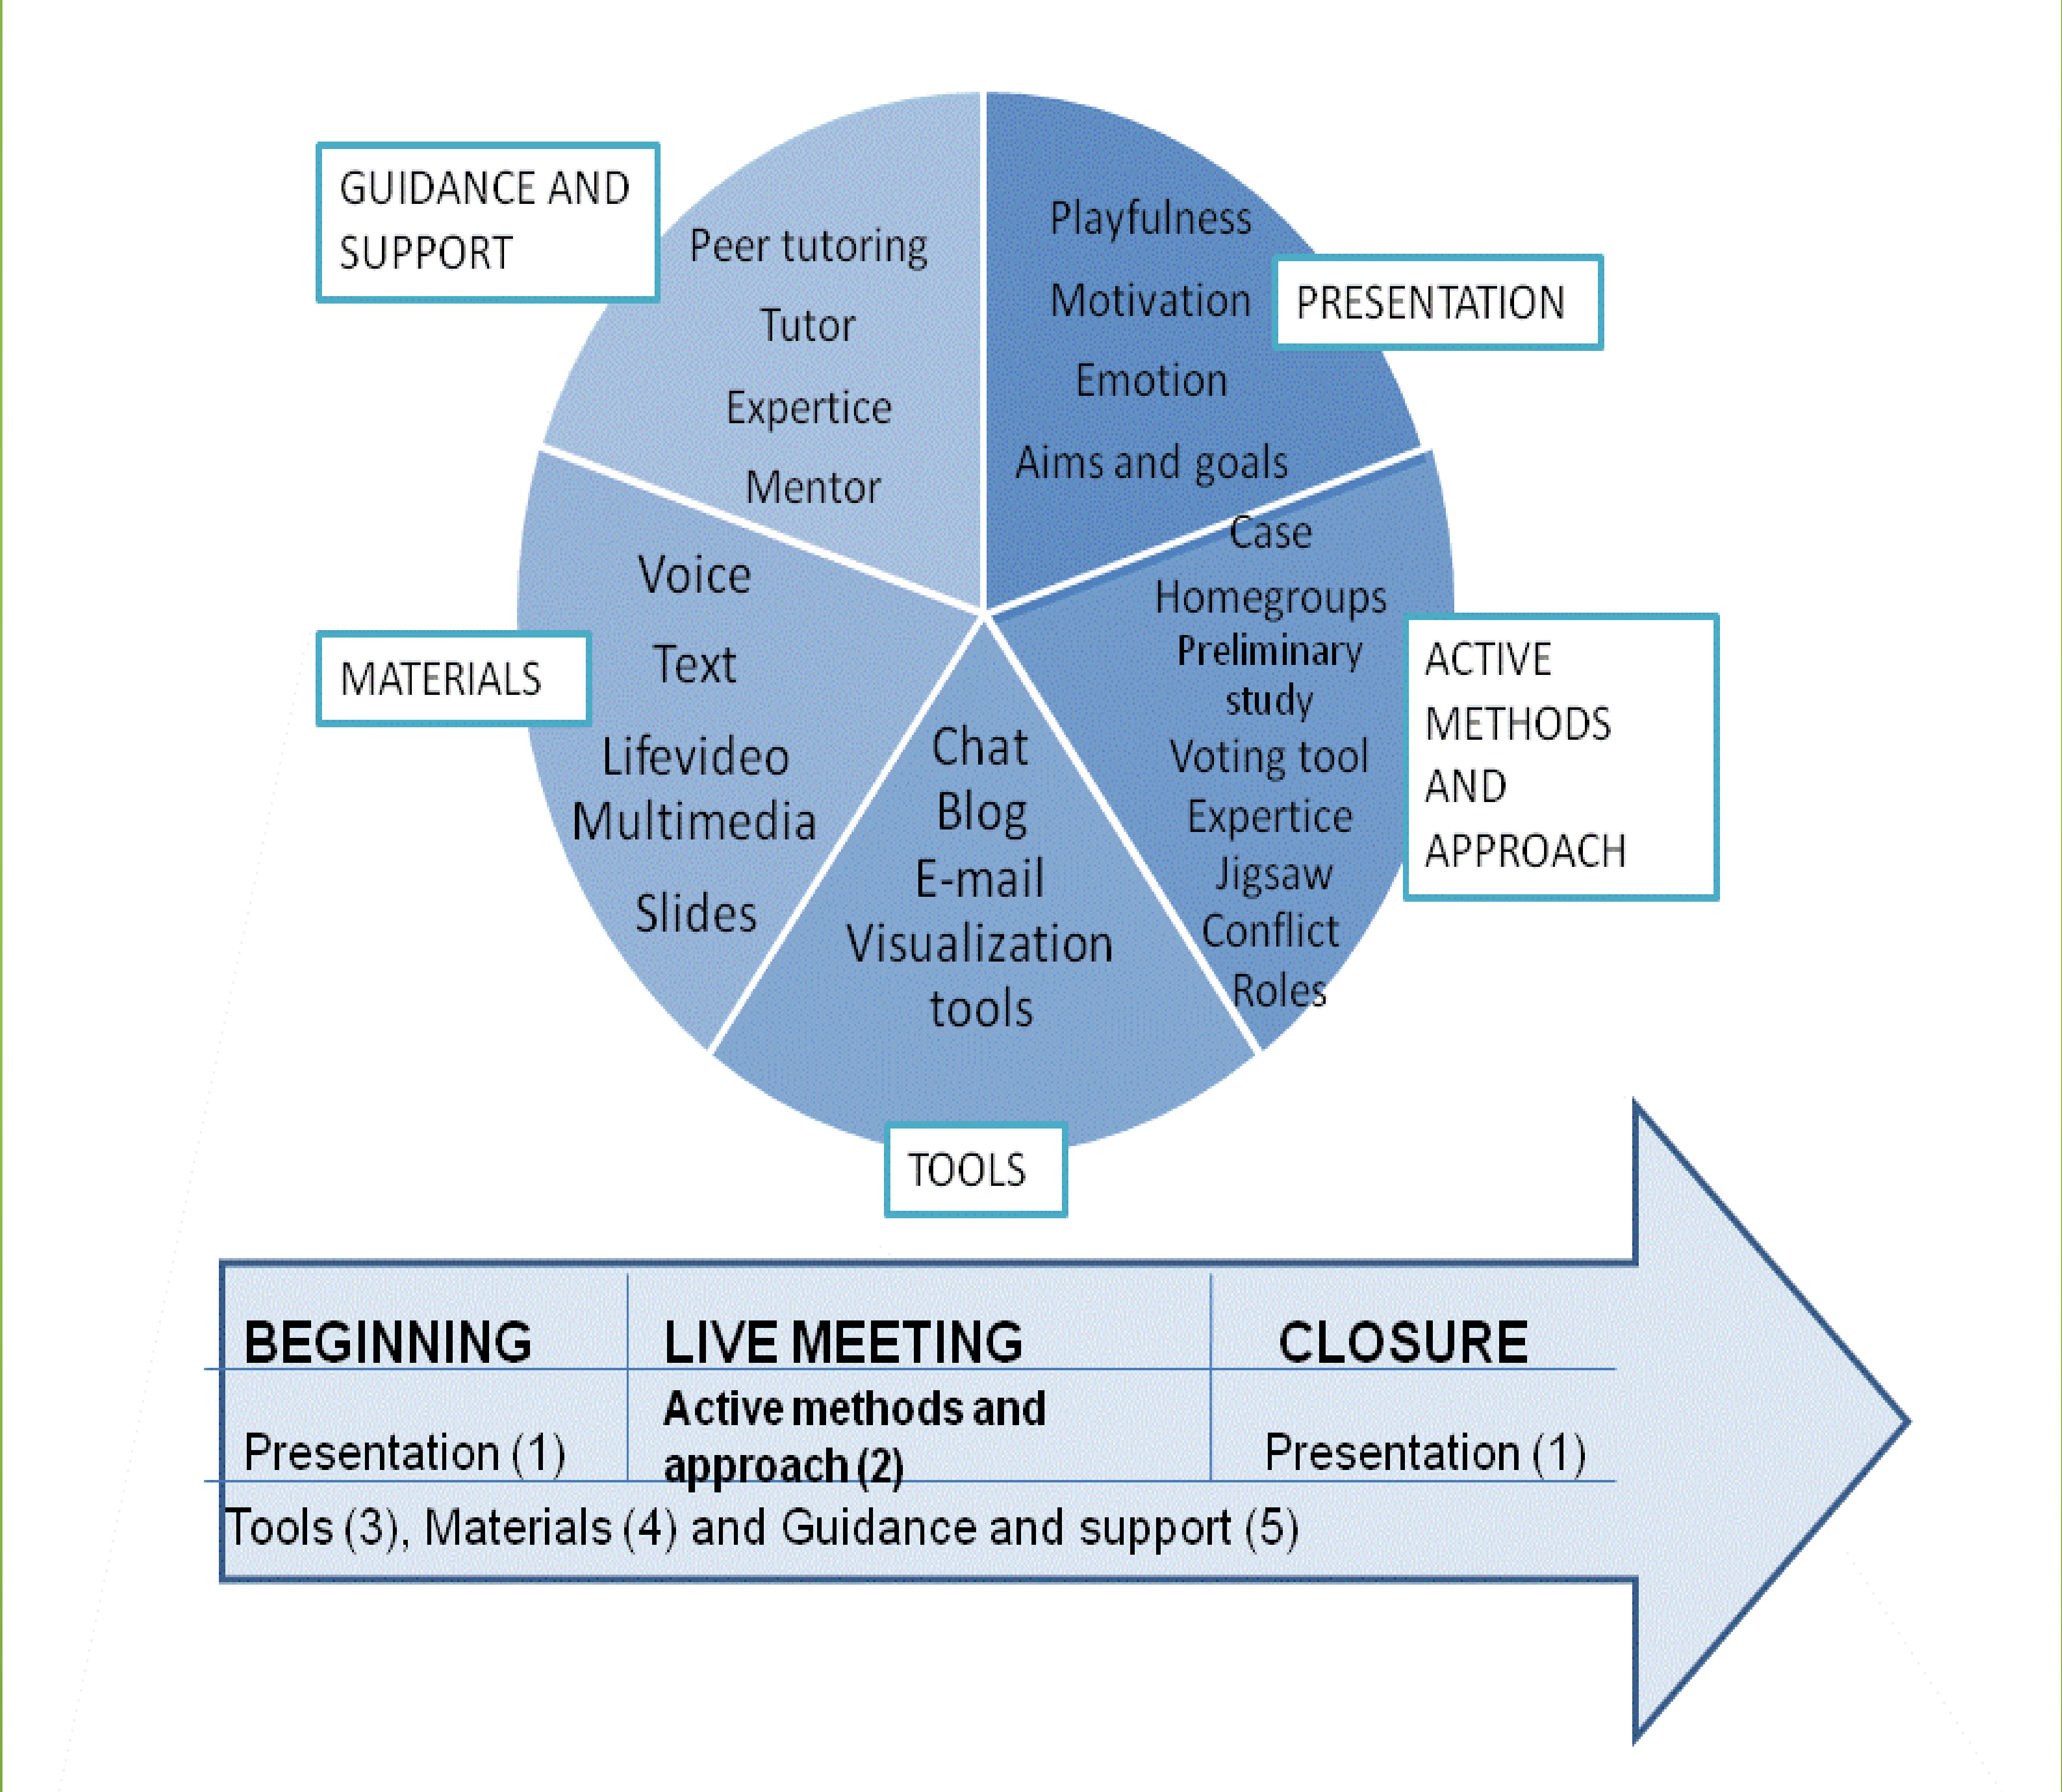 GUIDANCE AND
SUPPORT
Peer tutoring
Tutor
Expertice
Mentor
Playfulness
Motivation
Emotion
Aims and goals
PRESENTATION
Case
Homegroups
Preliminary
study
Voting tool
Expertice
Jigsaw
Conflict
Roles
ACTIVE
METHODS
AND
APPROACH
MATERIALS
Voice
Text
Lifevideo
Multimedia
Slides
Chat
Blog
E-mail
Visualization
tools
TOOLS
BEGINNING
LIVE MEETING
CLOSURE
Presentation (1)
Active methods and
approach (2)
Presentation (1)
Tools (3), Materials (4) and Guidance and support (5)